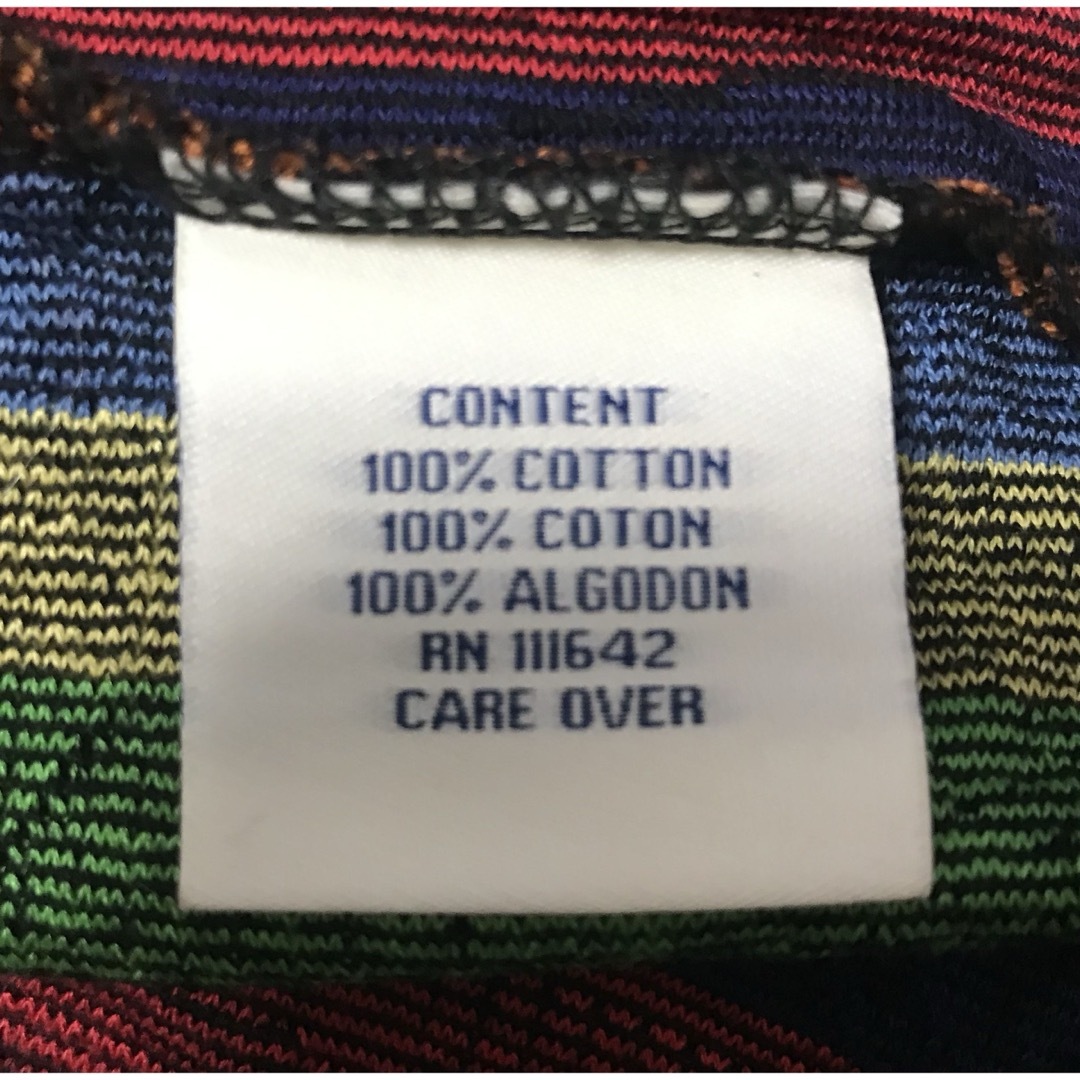 CONTENT
100% COTTON
100% COTON
100% ALGODON
RN 111642
CARE OVER